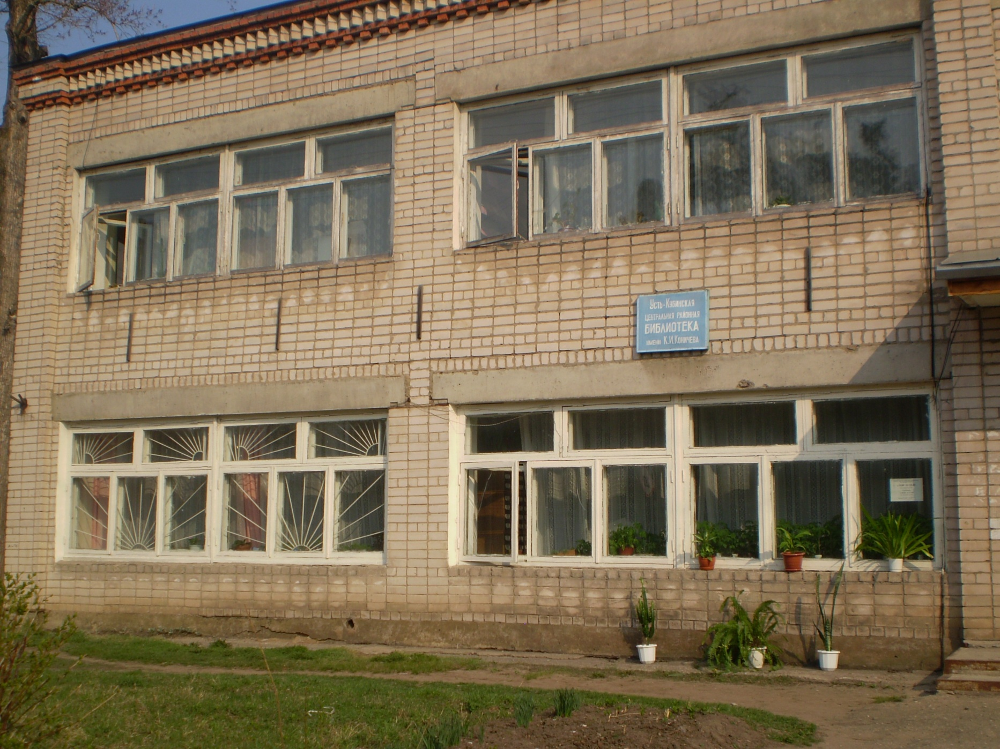 Усть-Кубинская
ЦЕНТРАЛЬНАЯ РАЙОННАЯ
БИБЛИОТЕКА
ИМЕНИ К.И.Коничева